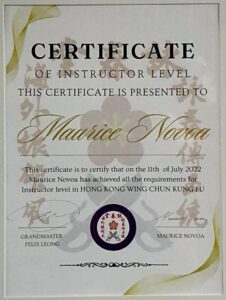 CERTIFICATE
OF INSTRUCTOR LEVEL
THIS CERTIFICATE IS PRESENTED TO
Maurice Novoa
This certificate is to certify that on the 11th of July 2022
Maurice Novoa has achieved all the requirements for
Instructor level in HONG KONG WING CHUN KUNG FU
GRANDMASTER
FELIX LEONG
MAURICE NOVOA